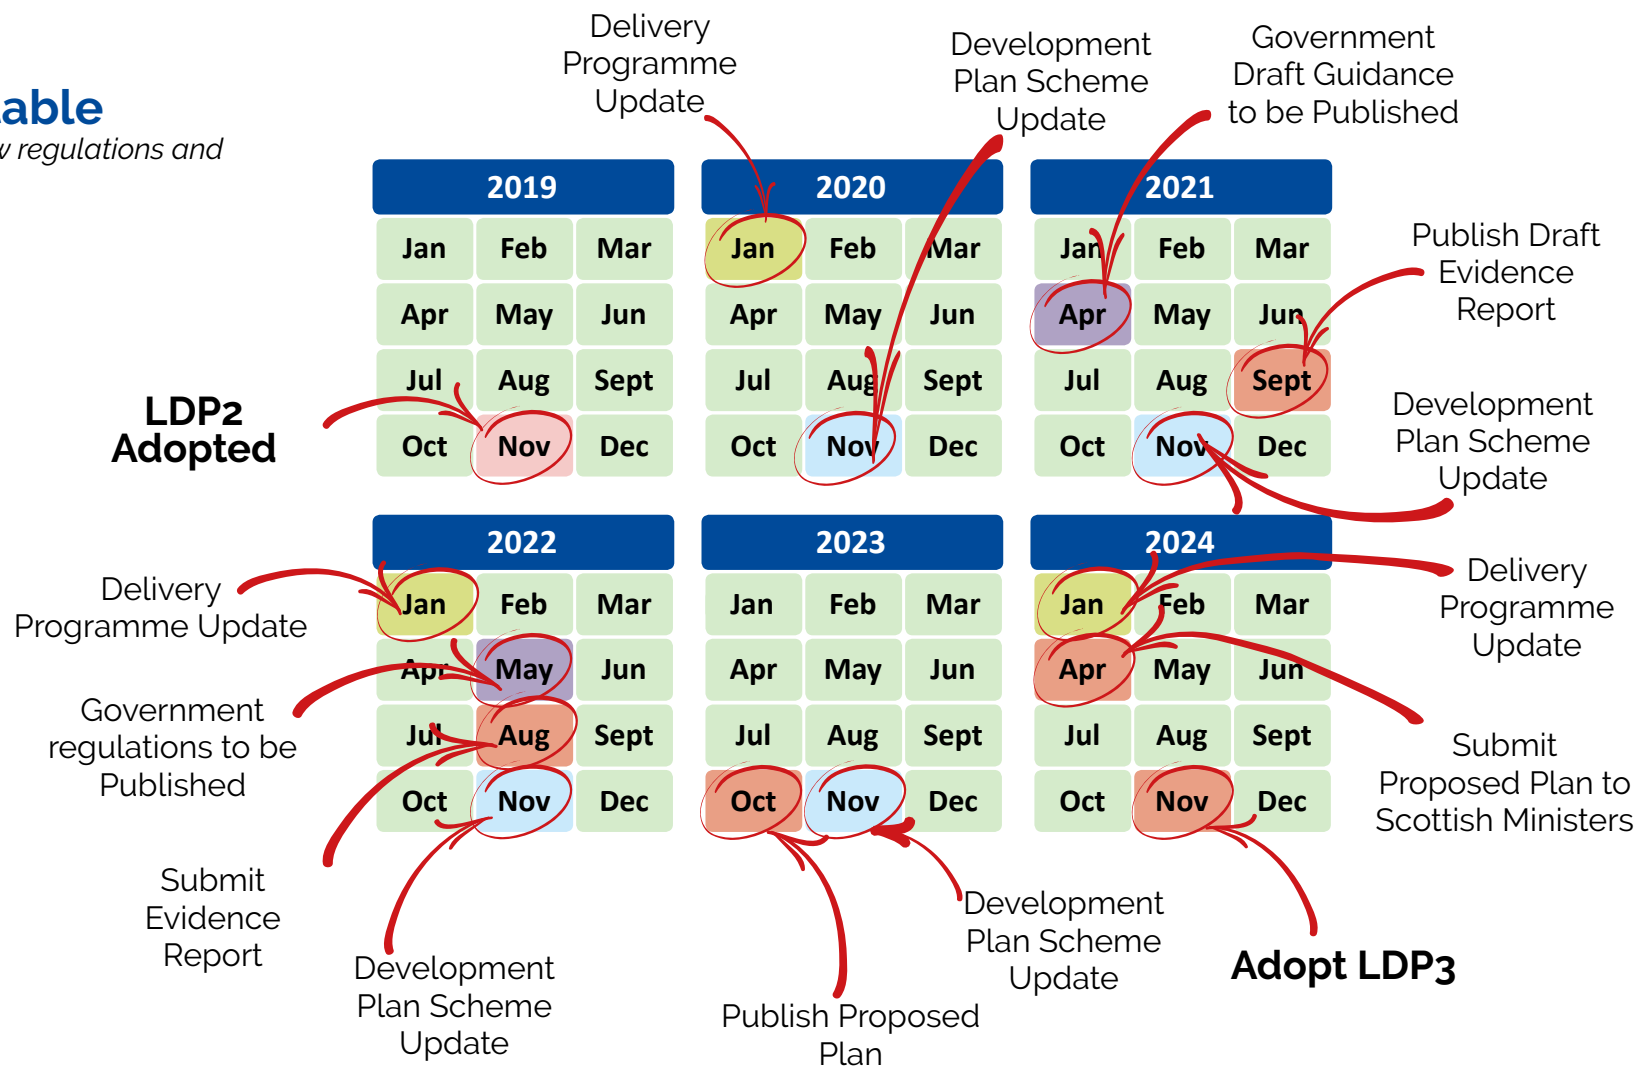 Delivery
Programme
Update
Development
Plan Scheme
Update
Government
Draft Guidance
to be Published
regulations and
2019
2020
2021
Jan Feb Mar
Apr May Jun
Jul Aug Sept
Oct Nov Dec
Jan Feb Mar
Apr May Jun
Jul Aug Sept
Oct Nov Dec
Jan Feb Mar
Apr May Jun
Jul Aug Sept
Oct Nov Dec
LDP2
Adopted
Publish Draft
Evidence
Report
Development
Plan Scheme
Update
2022
2023
2024
Jan Feb Mar
Apr May Jun
Jul Aug Sept
Oct Nov Dec
Jan Feb Mar
Apr May Jun
Jul Aug Sept
Oct Nov Dec
Jan Feb Mar
Apr May Jun
Jul Aug Sept
Oct Nov Dec
Delivery
Programme Update
Government
regulations to be
Published
Submit
Evidence
Report
Development
Plan Scheme
Update
Publish Proposed
Plan
Development
Plan Scheme
Update
Delivery
Programme
Update
Submit
Proposed Plan to
Scottish Ministers
Adopt LDP3